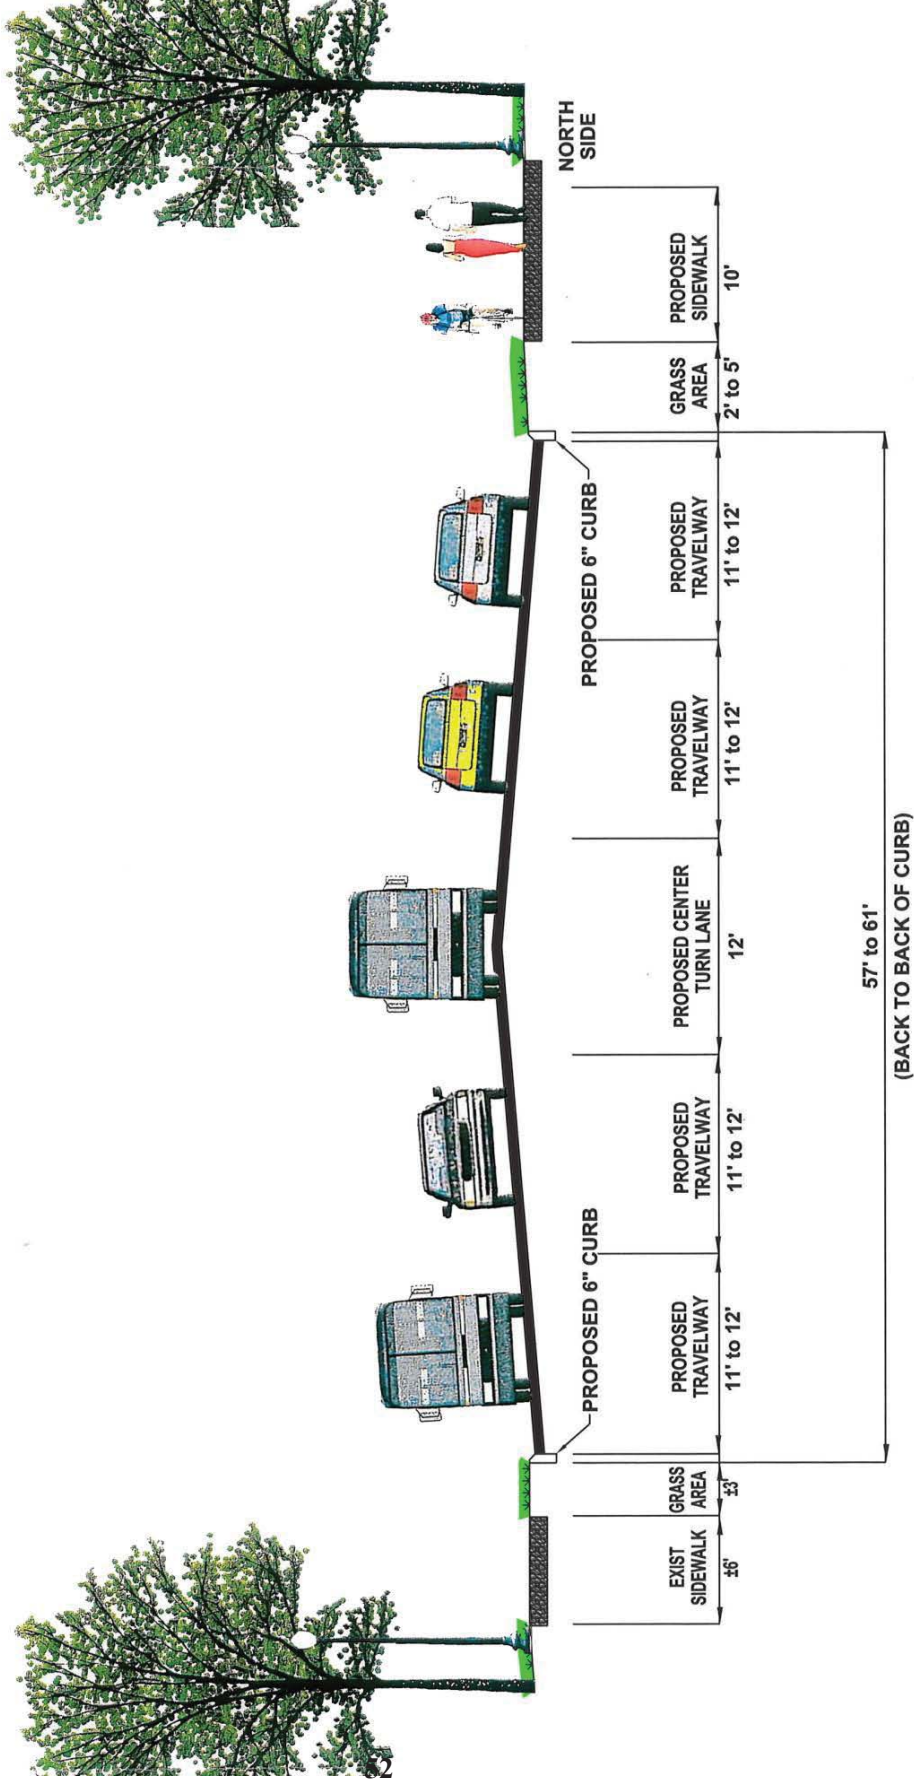 NORTH
SIDE
PROPOSED 6" CURB
PROPOSED 6" CURB
EXIST
SIDEWALK
±6'
GRASS
AREA
±3'
PROPOSED
TRAVELWAY
11' to 12'
PROPOSED
TRAVELWAY
11' to 12'
PROPOSED CENTER
TURN LANE
12'
PROPOSED
TRAVELWAY
11' to 12'
PROPOSED
TRAVELWAY
11' to 12'
GRASS
AREA
2' to 5'
PROPOSED
SIDEWALK
10'
57' to 61'
(BACK TO BACK OF CURB)
82